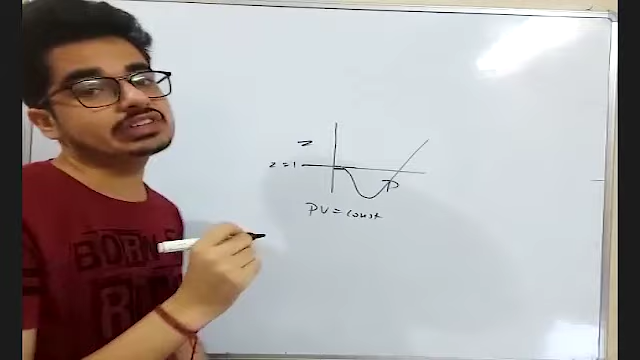 z
z = 1
P
PV = const
BORN